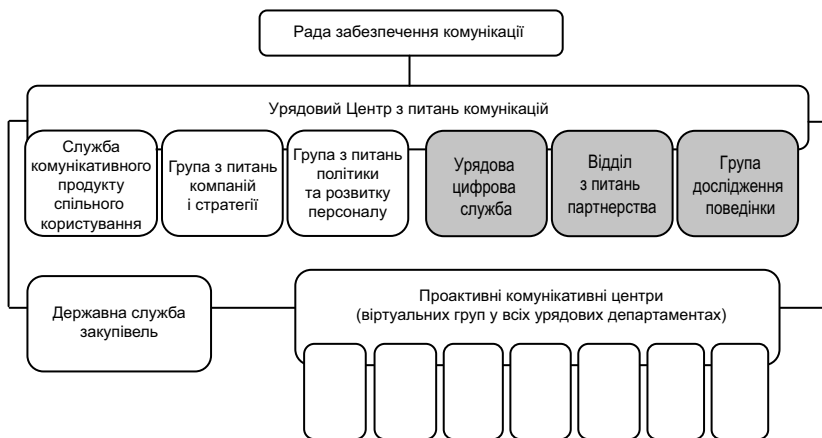 Рада забезпечення комунікації
Урядовий Центр з питань комунікацій
Служба
комунікативного
продукту
спільного
користування
Група з питань
компаній
і стратегії
Група з питань
політики
та розвитку
персоналу
Урядова
цифрова
служба
Відділ
з питань
партнерства
Група
дослідження
поведінки
Державна служба
закупівель
Проактивні комунікативні центри
(віртуальних груп у всіх урядових департаментах)